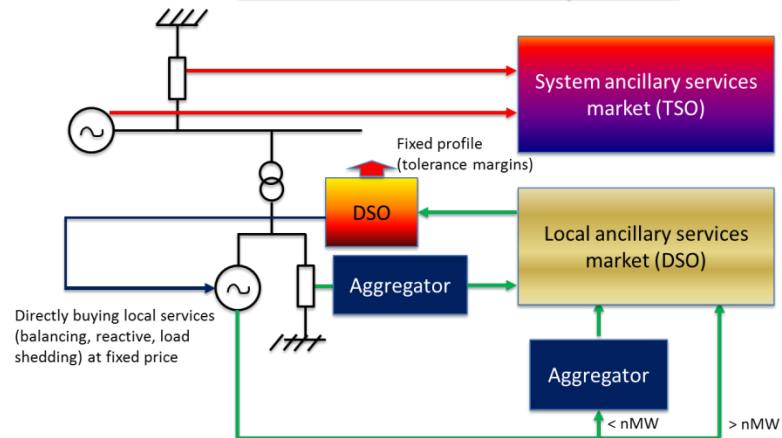 System ancillary services
market (TSO)
Fixed profile
(tolerance margins)
DSO
Local ancillary services
market (DSO)
Aggregator
Directly buying local services
(balancing, reactive, load
shedding) at fixed price
Aggregator
< nMW
> nMW